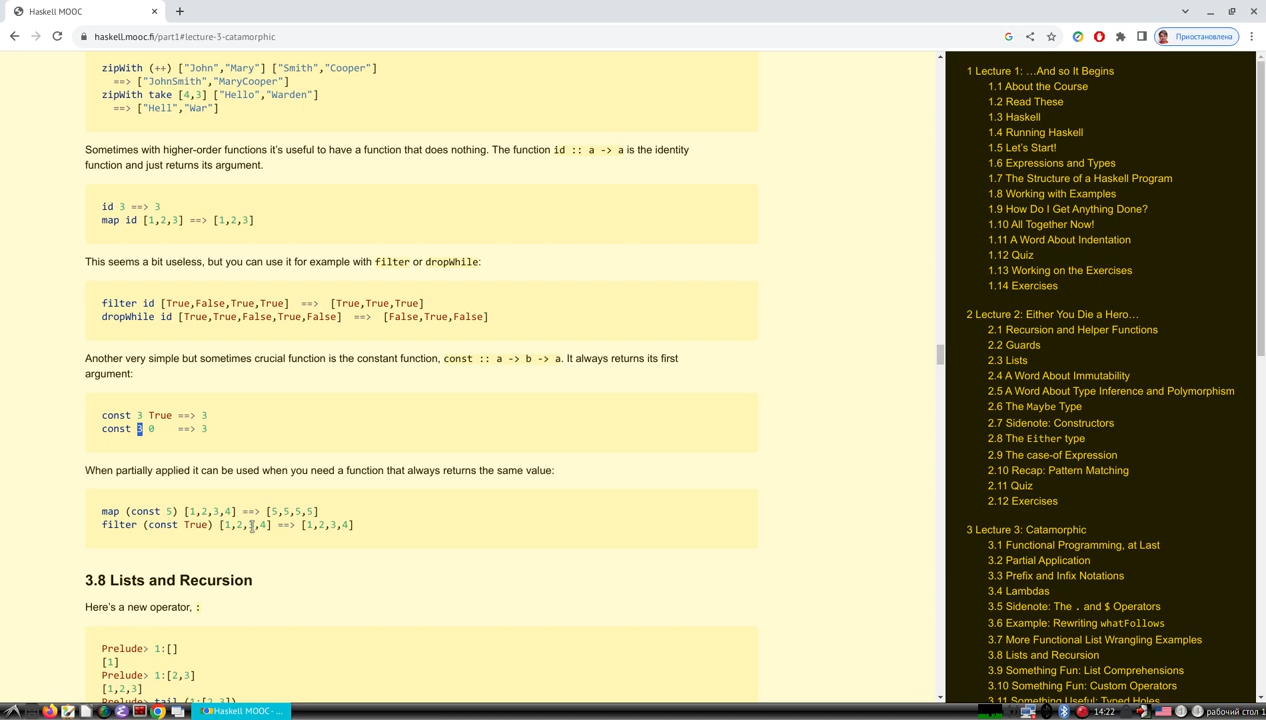 Haskell MOOC
haskell.mooc.fi/part1#lecture-3-catamorphic
Приостановлена
zipWith (++) ["John","Mary"] ["Smith","Cooper"]
==> ["JohnSmith","MaryCooper"]
zipWith take [4,3] ["Hello","Warden"]
==> ["Hell","War"]
Sometimes with higher-order functions it’s useful to have a function that does nothing. The function id :: a -> a is the identity
function and just returns its argument.
id 3 ==> 3
map id [1,2,3] ==> [1,2,3]
This seems a bit useless, but you can use it for example with filter or dropWhile:
filter id [True,False,True,True]  ==>  [True,True,True]
dropWhile id [True,True,False,True,False]  ==>  [False,True,False]
Another very simple but sometimes crucial function is the constant function, const :: a -> b -> a. It always returns its first
argument:
const 3 True ==> 3
const 3 0    ==> 3
When partially applied it can be used when you need a function that always returns the same value:
map (const 5) [1,2,3,4] ==> [5,5,5,5]
filter (const True) [1,2,3,4] ==> [1,2,3,4]
3.8 Lists and Recursion
Here’s a new operator, :
Prelude> 1:[]
[1]
Prelude> 1:[2,3]
[1,2,3]
Prelude> tail (1:[2,3])
1 Lecture 1: …And so It Begins
1.1 About the Course
1.2 Read These
1.3 Haskell
1.4 Running Haskell
1.5 Let’s Start!
1.6 Expressions and Types
1.7 The Structure of a Haskell Program
1.8 Working with Examples
1.9 How Do I Get Anything Done?
1.10 All Together Now!
1.11 A Word About Indentation
1.12 Quiz
1.13 Working on the Exercises
1.14 Exercises
2 Lecture 2: Either You Die a Hero…
2.1 Recursion and Helper Functions
2.2 Guards
2.3 Lists
2.4 A Word About Immutability
2.5 A Word About Type Inference and Polymorphism
2.6 The Maybe Type
2.7 Sidenote: Constructors
2.8 The Either type
2.9 The case-of Expression
2.10 Recap: Pattern Matching
2.11 Quiz
2.12 Exercises
3 Lecture 3: Catamorphic
3.1 Functional Programming, at Last
3.2 Partial Application
3.3 Prefix and Infix Notations
3.4 Lambdas
3.5 Sidenote: The . and $ Operators
3.6 Example: Rewriting whatFollows
3.7 More Functional List Wrangling Examples
3.8 Lists and Recursion
3.9 Something Fun: List Comprehensions
3.10 Something Fun: Custom Operators
3.11 Something Useful: Typed Holes
Haskell MOOC - ...
14:22
рабочий стол 1